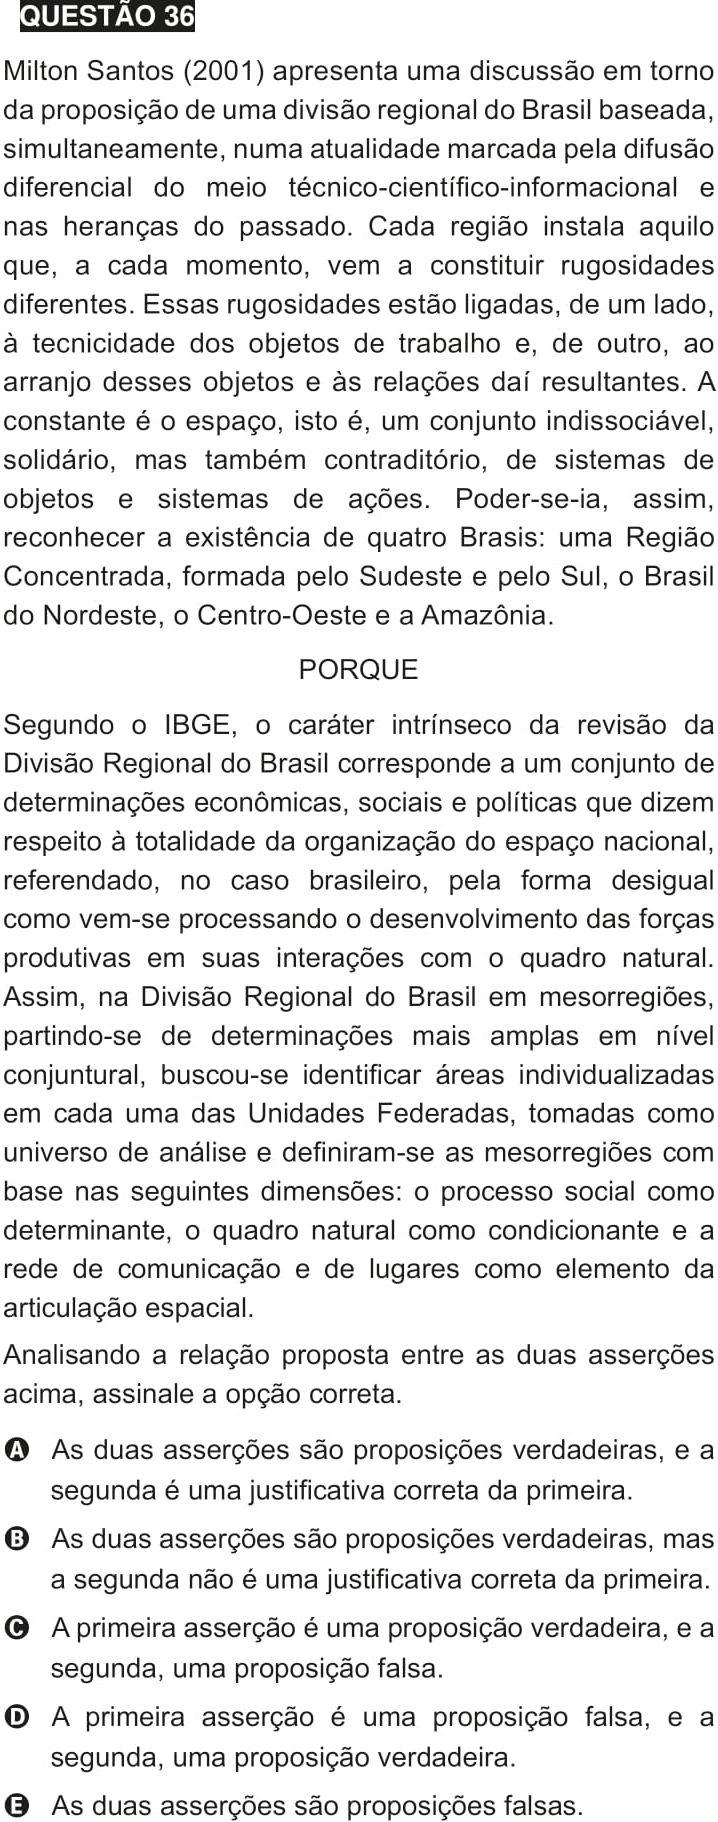 QUESTÃO 36
Milton Santos (2001) apresenta uma discussão em torno
da proposição de uma divisão regional do Brasil baseada,
simultaneamente, numa atualidade marcada pela difusão
diferencial do meio técnico-científico-informacional e
nas heranças do passado. Cada região instala aquilo
que, a cada momento, vem a constituir rugosidades
diferentes. Essas rugosidades estão ligadas, de um lado,
à tecnicidade dos objetos de trabalho e, de outro, ao
arranjo desses objetos e às relações daí resultantes. A
constante é o espaço, isto é, um conjunto indissociável,
solidário, mas também contraditório, de sistemas de
objetos e sistemas de ações. Poder-se-ia, assim,
reconhecer a existência de quatro Brasis: uma Região
Concentrada, formada pelo Sudeste e pelo Sul, o Brasil
do Nordeste, o Centro-Oeste e a Amazônia.
PORQUE
Segundo o IBGE, o caráter intrínseco da revisão da
Divisão Regional do Brasil corresponde a um conjunto de
determinações econômicas, sociais e políticas que dizem
respeito à totalidade da organização do espaço nacional,
referendado, no caso brasileiro, pela forma desigual
como vem-se processando o desenvolvimento das forças
produtivas em suas interações com o quadro natural.
Assim, na Divisão Regional do Brasil em mesorregiões,
partindo-se de determinações mais amplas em nível
conjuntural, buscou-se identificar áreas individualizadas
em cada uma das Unidades Federadas, tomadas como
universo de análise e definiram-se as mesorregiões com
base nas seguintes dimensões: o processo social como
determinante, o quadro natural como condicionante e a
rede de comunicação e de lugares como elemento da
articulação espacial.
Analisando a relação proposta entre as duas asserções
acima, assinale a opção correta.
A As duas asserções são proposições verdadeiras, e a
segunda é uma justificativa correta da primeira.
B As duas asserções são proposições verdadeiras, mas
a segunda não é uma justificativa correta da primeira.
C A primeira asserção é uma proposição verdadeira, e a
segunda, uma proposição falsa.
D A primeira asserção é uma proposição falsa, e a
segunda, uma proposição verdadeira.
E As duas asserções são proposições falsas.